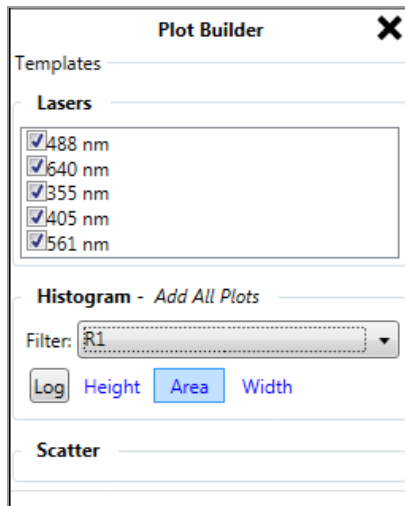 Plot Builder
Templates
Lasers
488 nm
640 nm
355 nm
405 nm
561 nm
Histogram - Add All Plots
Filter: R1
Log Height Area Width
Scatter